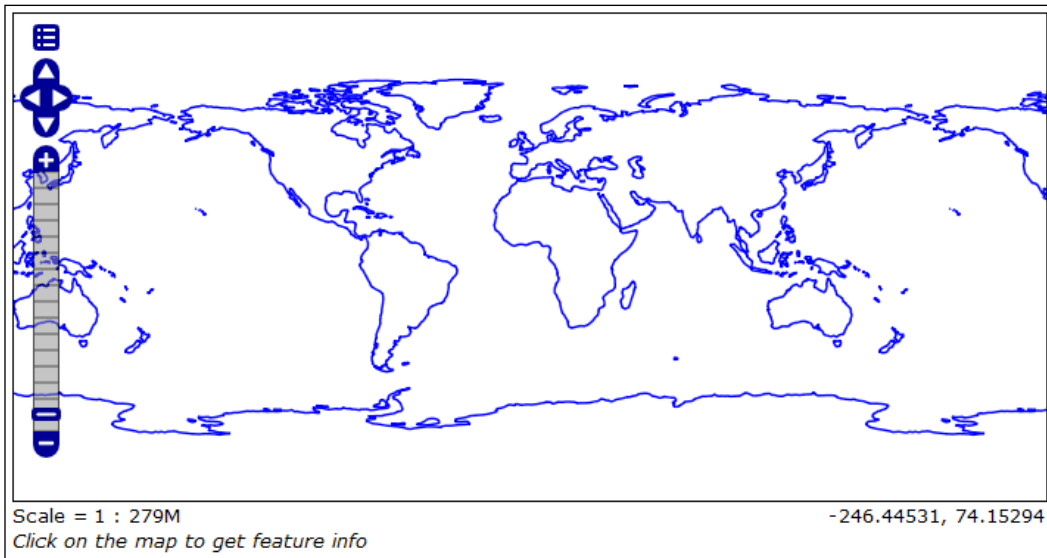 Scale = 1 : 279M
-246.44531, 74.15294
Click on the map to get feature info